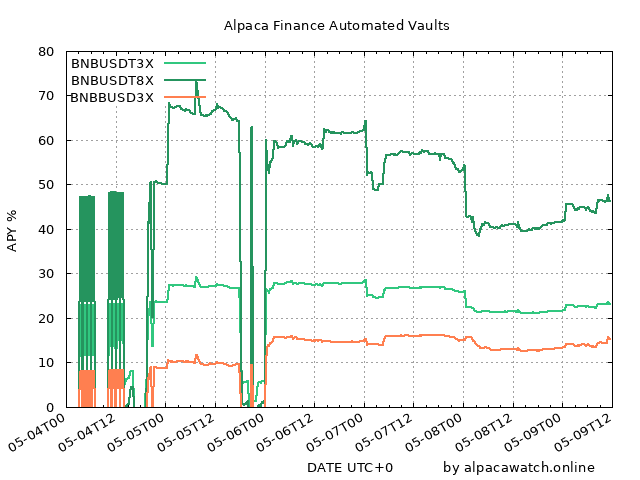 Alpaca Finance Automated Vaults
80
70
60
50
40
30
20
10
0
APY %
BNBUSDT3X
BNBUSDT8X
BNBBUSD3X
05-04T00
05-04T12
05-05T00
05-05T12
05-06T00
05-06T12
05-07T00
05-07T12
05-08T00
05-08T12
05-09T00
05-09T12
DATE UTC+0
by alpacawatch.online